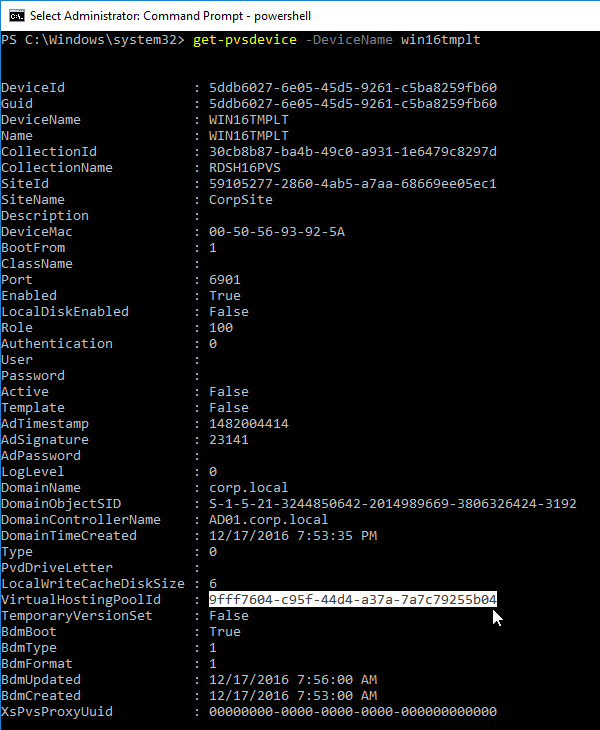 Select Administrator: Command Prompt - powershell
PS C:\Windows\system32> get-pvsdevice -DeviceName win16tmplt
DeviceId : 5ddb6027-6e05-45d5-9261-c5ba8259fb60
Guid : 5ddb6027-6e05-45d5-9261-c5ba8259fb60
DeviceName : WIN16TMPLT
Name : WIN16TMPLT
CollectionId : 30cb8b87-ba4b-49c0-a931-1e6479c8297d
CollectionName : RDSH16PVS
SiteId : 59105277-2860-4ab5-a7aa-68669ee05ec1
SiteName : CorpSite
Description :
DeviceMac : 00-50-56-93-92-5A
BootFrom : 1
ClassName :
Port : 6901
Enabled : True
LocalDiskEnabled : False
Role : 100
Authentication : 0
User :
Password :
Active : False
Template : False
AdTimestamp : 1482004414
AdSignature : 23141
AdPassword :
LogLevel : 0
DomainName : corp.local
DomainObjectSID : S-1-5-21-3244850642-2014989669-3806326424-3192
DomainControllerName : AD01.corp.local
DomainTimeCreated : 12/17/2016 7:53:35 PM
Type : 0
PvdDriveLetter :
LocalWriteCacheDiskSize : 6
VirtualHostingPoolId : 9fff7604-c95f-44d4-a37a-7a7c79255b04
TemporaryVersionSet : False
BdmBoot : True
BdmType : 1
BdmFormat : 1
BdmUpdated : 12/17/2016 7:56:00 AM
BdmCreated : 12/17/2016 7:53:00 AM
XsPvsProxyUuid : 00000000-0000-0000-0000-000000000000